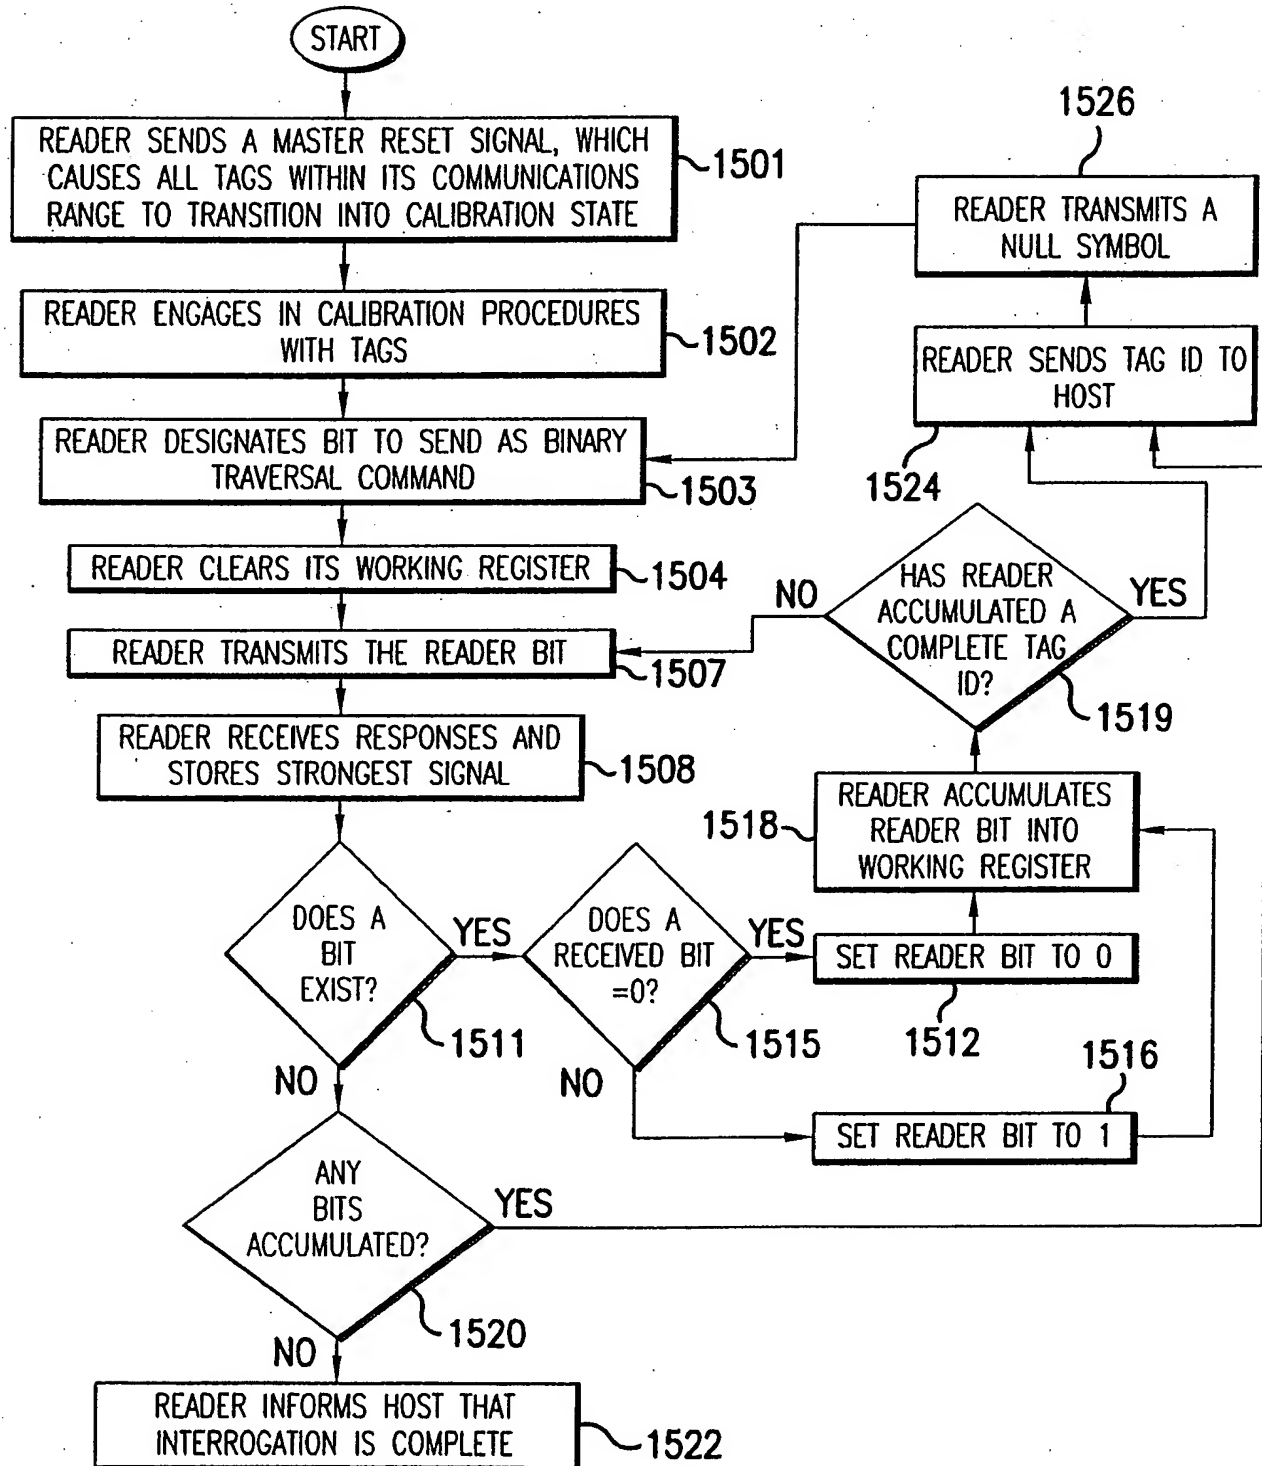 START
READER SENDS A MASTER RESET SIGNAL, WHICH
CAUSES ALL TAGS WITHIN ITS COMMUNICATIONS
RANGE TO TRANSITION INTO CALIBRATION STATE
1501
READER ENGAGES IN CALIBRATION PROCEDURES
WITH TAGS
1502
READER DESIGNATES BIT TO SEND AS BINARY
TRAVERSAL COMMAND
1503
READER CLEARS ITS WORKING REGISTER
1504
READER TRANSMITS THE READER BIT
1507
READER RECEIVES RESPONSES AND
STORES STRONGEST SIGNAL
1508
DOES A
BIT
EXIST?
1511
YES
NO
DOES A
RECEIVED BIT
=0?
1515
YES
NO
SET READER BIT TO 0
1512
SET READER BIT TO 1
1516
READER ACCUMULATES
READER BIT INTO
WORKING REGISTER
1518
HAS READER
ACCUMULATED A
COMPLETE TAG
ID?
1519
NO
YES
READER SENDS TAG ID TO
HOST
1524
READER TRANSMITS A
NULL SYMBOL
1526
ANY
BITS
ACCUMULATED?
1520
YES
NO
READER INFORMS HOST THAT
INTERROGATION IS COMPLETE
1522